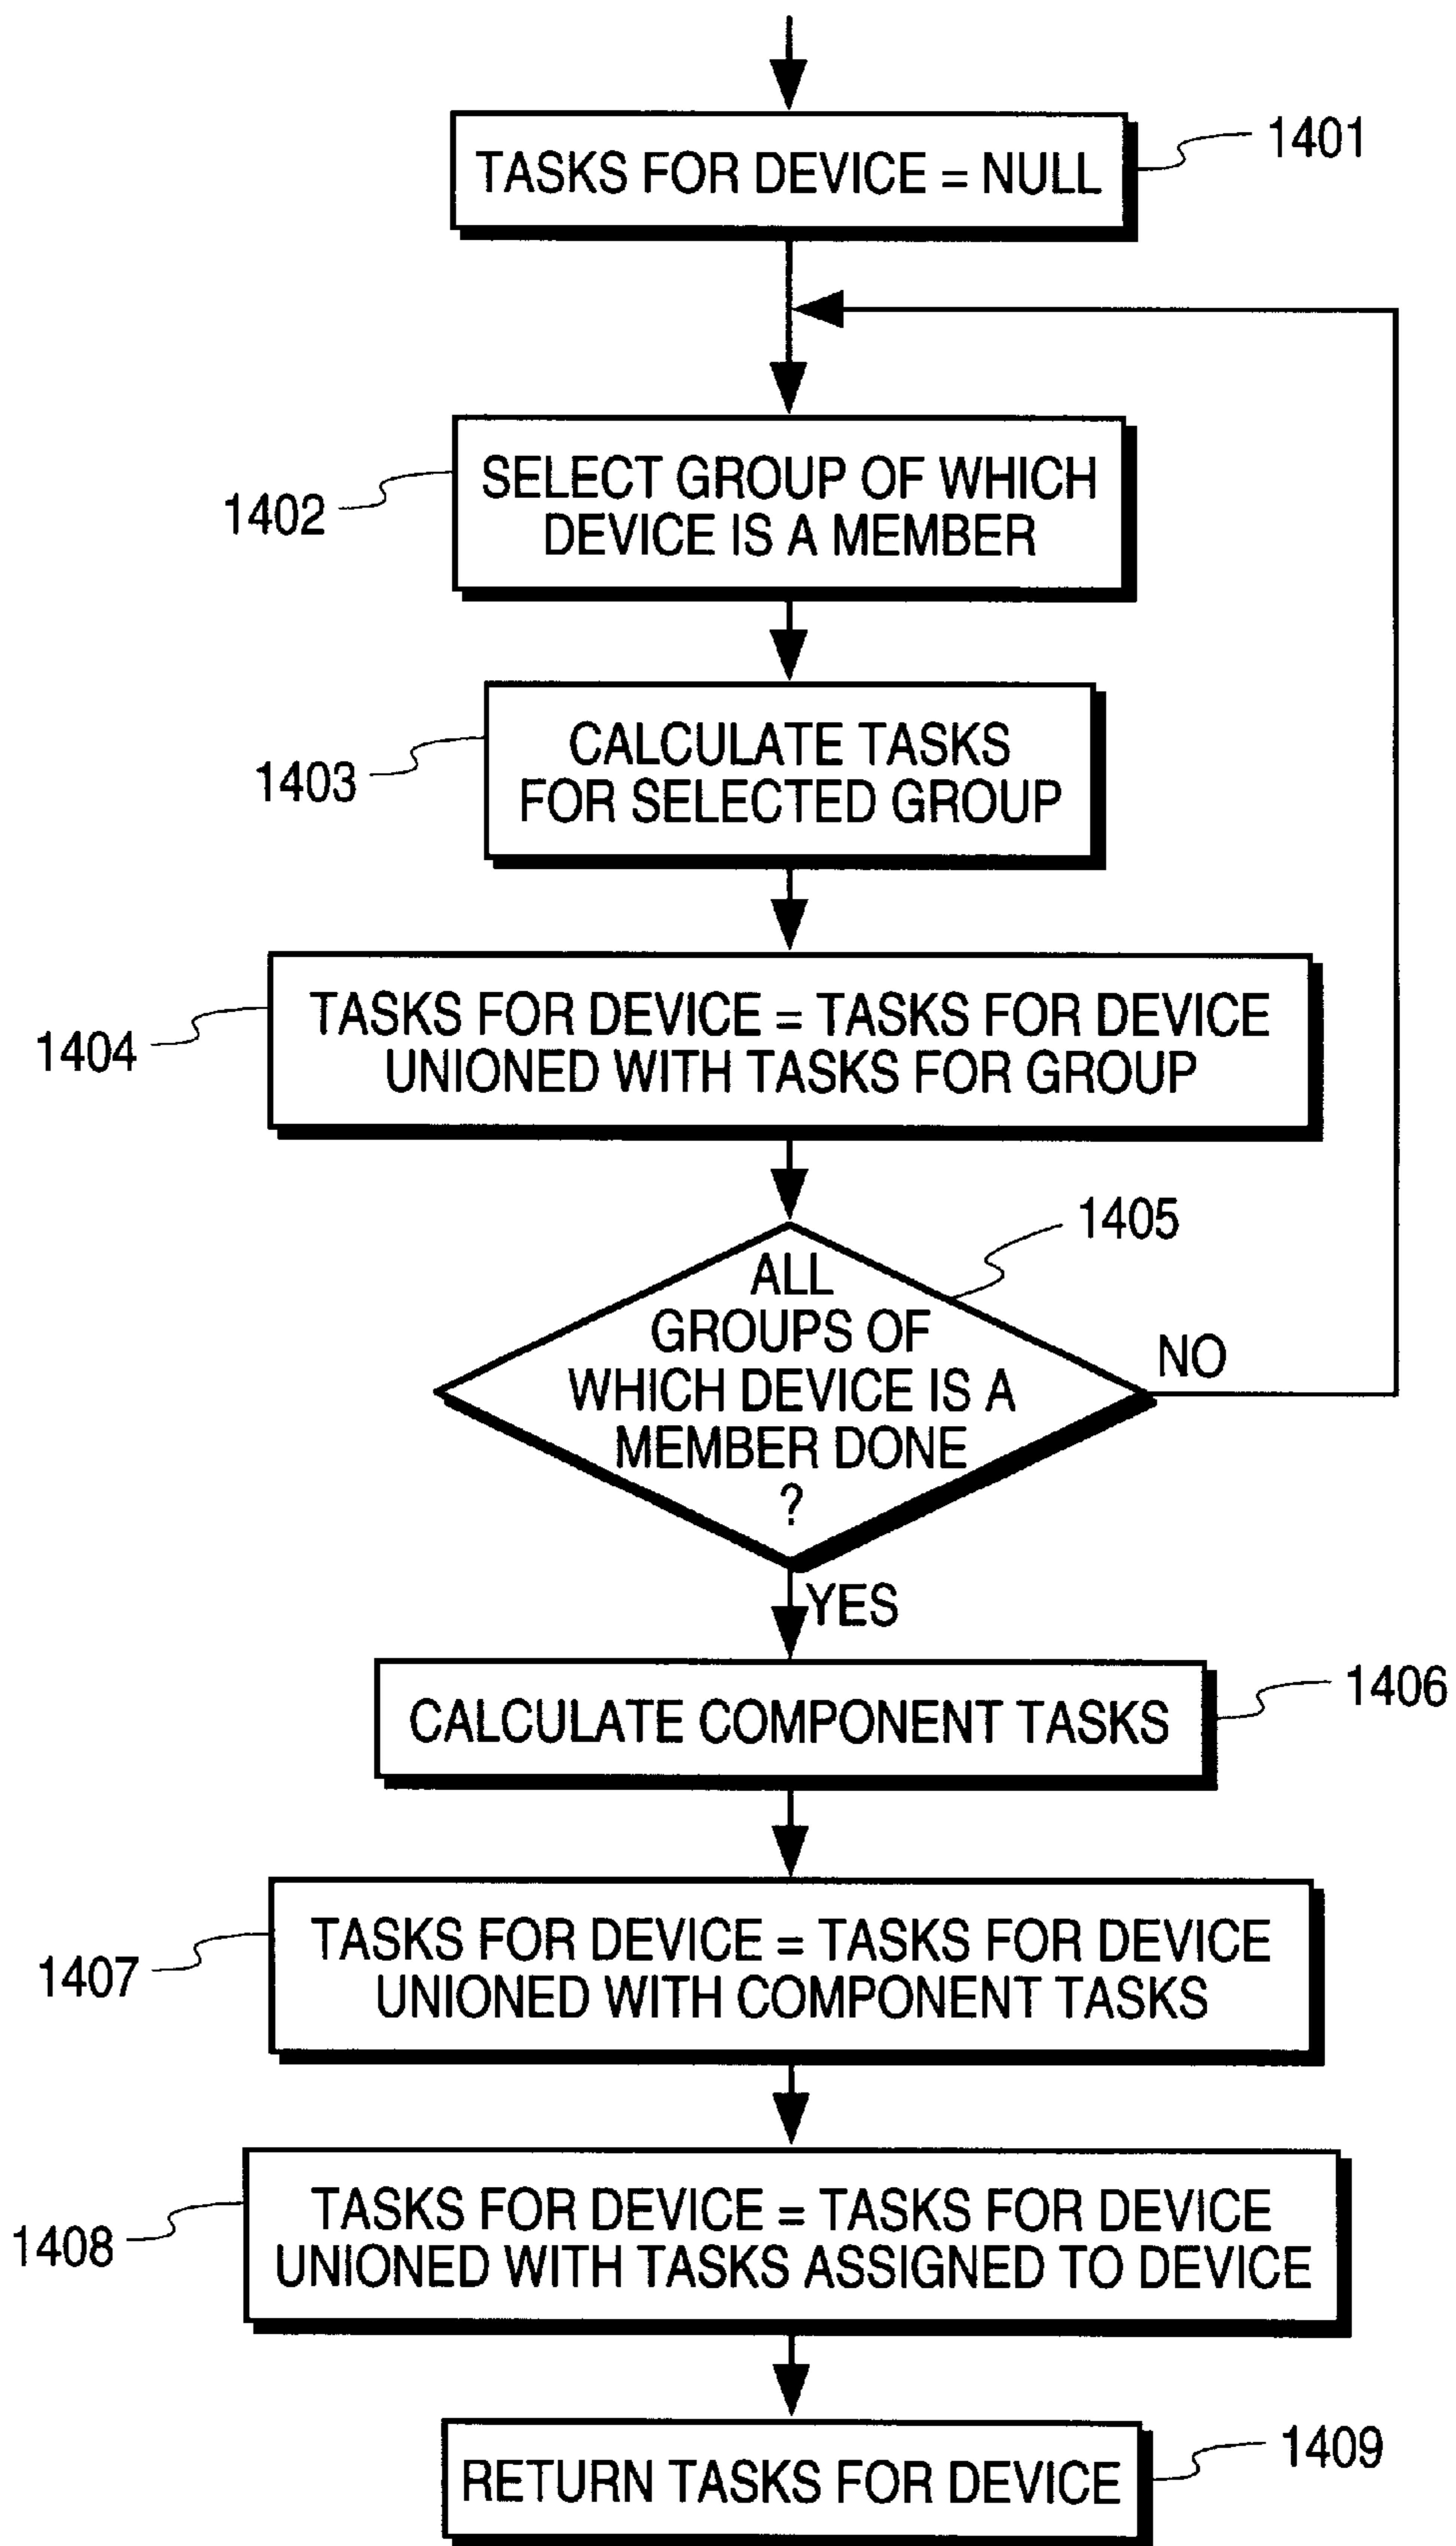 TASKS FOR DEVICE = NULL
1401
SELECT GROUP OF WHICH
DEVICE IS A MEMBER
1402
CALCULATE TASKS
FOR SELECTED GROUP
1403
TASKS FOR DEVICE = TASKS FOR DEVICE
UNIONED WITH TASKS FOR GROUP
1404
1405
ALL
GROUPS OF
WHICH DEVICE IS A
MEMBER DONE
?
NO
YES
CALCULATE COMPONENT TASKS
1406
TASKS FOR DEVICE = TASKS FOR DEVICE
UNIONED WITH COMPONENT TASKS
1407
TASKS FOR DEVICE = TASKS FOR DEVICE
UNIONED WITH TASKS ASSIGNED TO DEVICE
1408
RETURN TASKS FOR DEVICE
1409